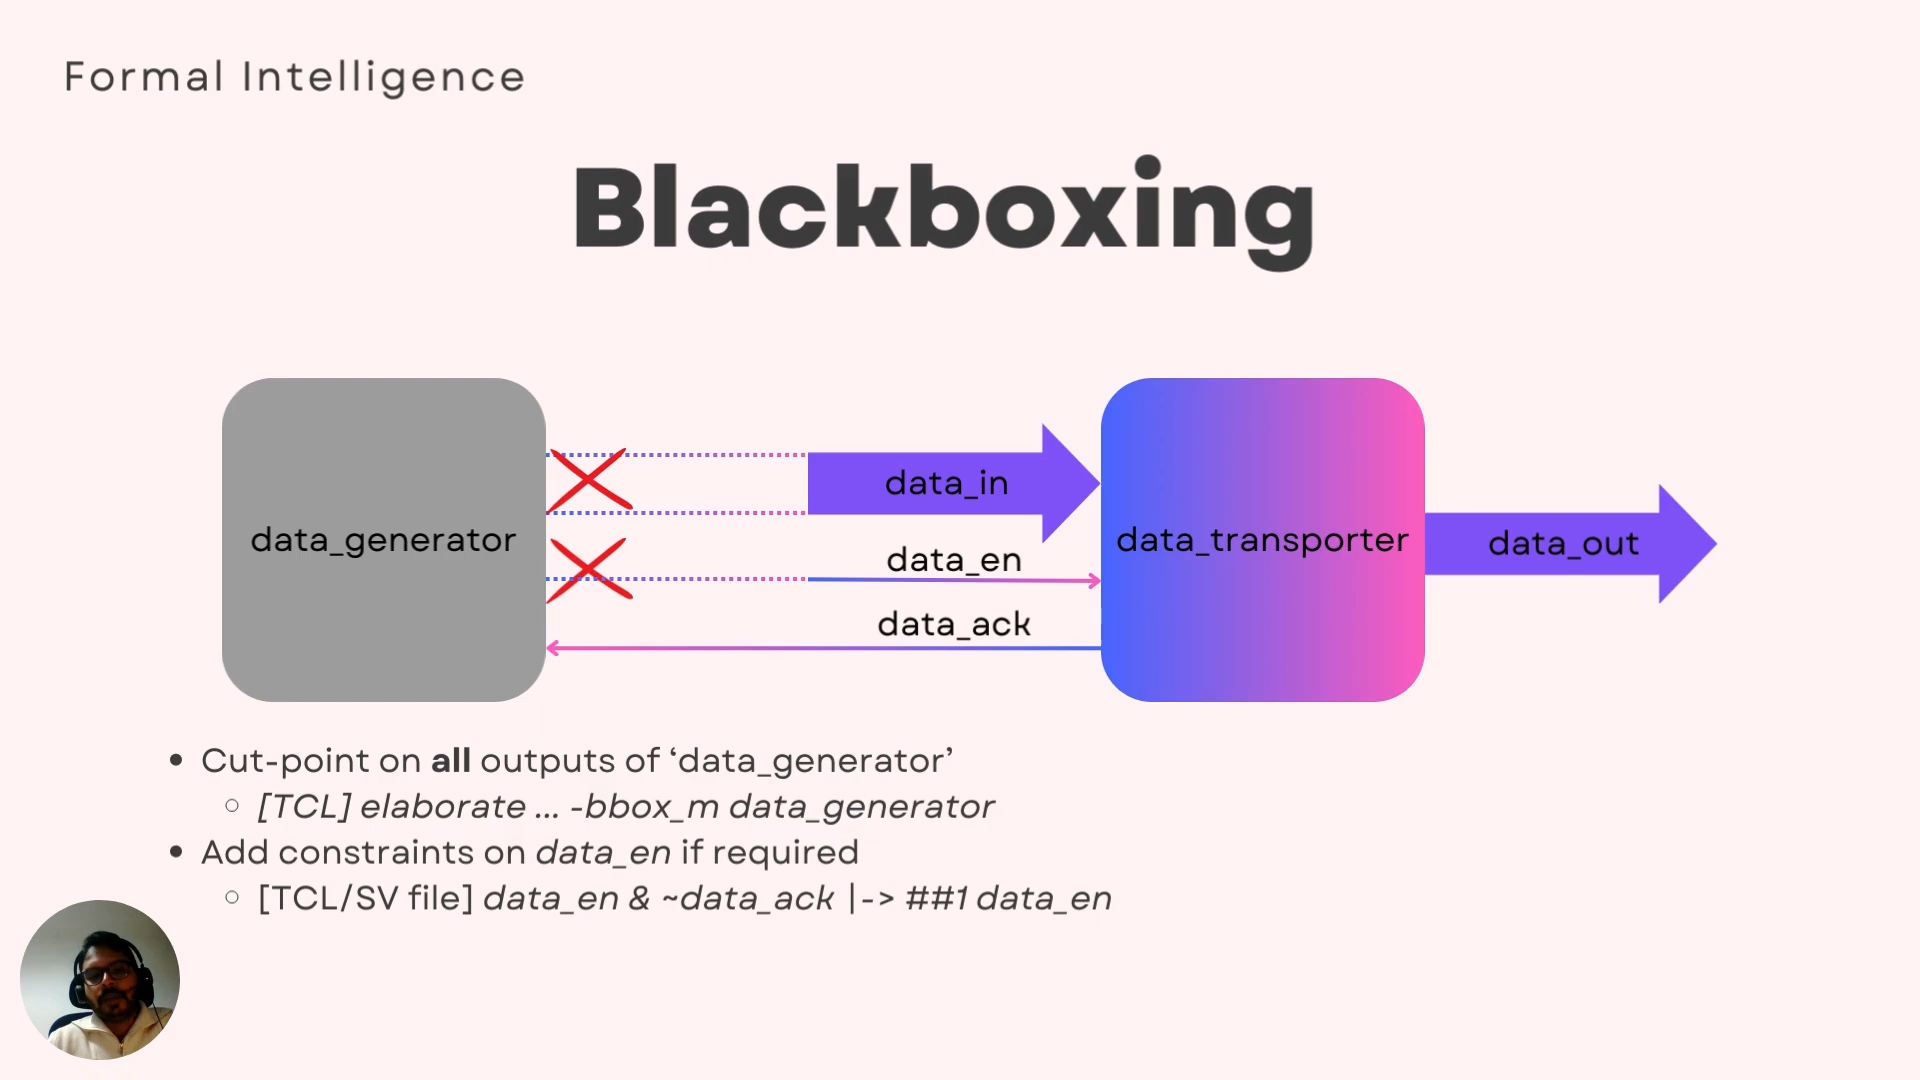 Formal Intelligence
Blackboxing
data_generator
data_in
data_en
data_ack
data_transporter
data_out
• Cut-point on all outputs of ‘data_generator’
○ [TCL] elaborate ... -bbox_m data_generator
• Add constraints on data_en if required
○ [TCL/SV file] data_en & ~data_ack |-> ##1 data_en